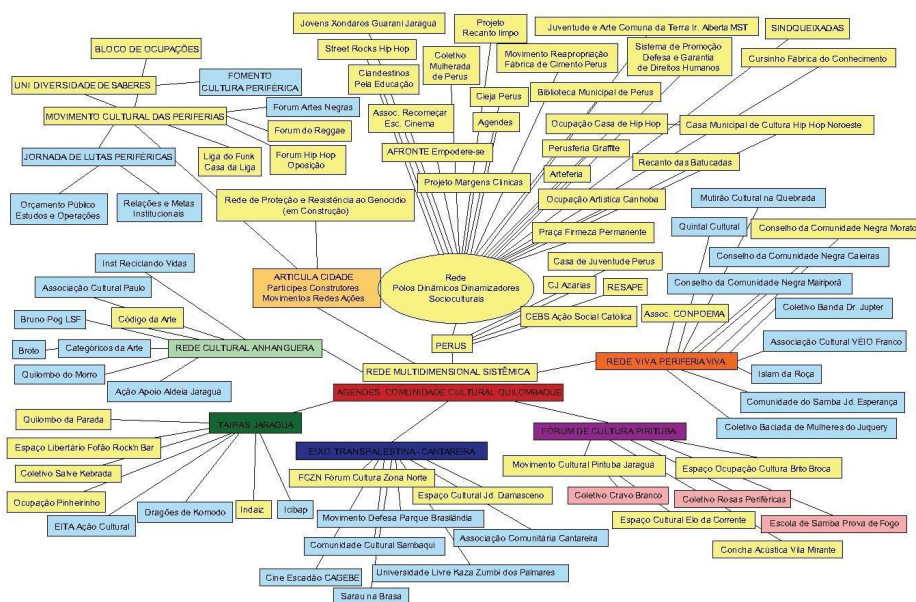 Jovens Xondaros Guarani Jaraguá
Projeto
Recanto limpo
Juventude e Arte Comuna da Terra Ir. Alberta MST
SINDQUEIXADAS
BLOCO DE OCUPAÇÕES
Street Rocks Hip Hop
Coletivo
Mulherada
de Perus
Movimento Reapropriação
Fábrica de Cimento Perus
Sistema de Promoção
Defesa e Garantia
de Direitos Humanos
Cursinho Fábrica do Conhecimento
UNI DIVERSIDADE DE SABERES
FOMENTO
CULTURA PERIFÉRICA
Clandestinos
Pela Educação
Cieja Perus
Biblioteca Municipal de Perus
MOVIMENTO CULTURAL DAS PERIFERIAS
Forum Artes Negras
Assoc. Recomeçar
Esc. Cinema
Agendes
Ocupação Casa de Hip Hop
Casa Municipal de Cultura Hip Hop Noroeste
Forum do Reggae
Perusferia Graffite
JORNADA DE LUTAS PERIFÉRICAS
Liga do Funk
Casa da Liga
Forum Hip Hop
Oposição
AFRONTE Empodere-se
Recanto das Batucadas
Arteferia
Projeto Margens Clínicas
Orçamento Público
Estudos e Operações
Relações e Metas
Institucionais
Rede de Proteção e Resistência ao Genocídio
(em Construção)
Ocupação Artística Canhoba
Mutirão Cultural na Quebrada
Quintal Cultural
Conselho da Comunidade Negra Morato
Praça Firmeza Permanente
Inst Reciclando Vidas
Casa de Juventude Perus
Conselho da Comunidade Negra Caieiras
ARTICULA CIDADE
Participes Construtores
Movimentos Redes Ações
Rede
Pólos Dinâmicos Dinamizadores
Socioculturais
Conselho da Comunidade Negra Mairiporã
Associação Cultural Paulo
CJ Azarias
RESAPE
Coletivo Banda Dr. Jupter
Bruno Pog LSF
Código da Arte
CEBS Ação Social Católica
Assoc. CONPOEMA
Broto
Categóricos da Arte
REDE CULTURAL ANHANGUERA
PERUS
Associação Cultural VÉIO Franco
REDE VIVA PERIFERIA VIVA
Quilombo do Morro
REDE MULTIDIMENSIONAL SISTÊMICA
Islam da Roça
Ação Apoio Aldeia Jaraguá
AGENDES: COMUNIDADE CULTURAL QUILOMBAQUE
Comunidade do Samba Jd. Esperança
Quilombo da Parada
TAIPAS JARAGUÁ
Coletivo Baciada de Mulheres do Juquery
Espaço Libertário Fofão Rock'n Bar
EIXO TRANSPALESTINA - CANTAREIRA
FÓRUM DE CULTURA PIRITUBA
Coletivo Salve Kebrada
FCZN Fórum Cultura Zona Norte
Movimento Cultural Pirituba Jaraguá
Espaço Ocupação Cultura Brito Broca
Ocupação Pinheirinho
Dragões de Komodo
Indaiz
Icibap
Espaço Cultural Jd. Damasceno
Coletivo Cravo Branco
Coletivo Rosas Periféricas
EITA Ação Cultural
Movimento Defesa Parque Brasilândia
Espaço Cultural Elo da Corrente
Escola de Samba Prova de Fogo
Comunidade Cultural Sambaqui
Associação Comunitária Cantareira
Concha Acústica Vila Mirante
Cine Escadão CAGEBE
Universidade Livre Kaza Zumbi dos Palmares
Sarau na Brasa